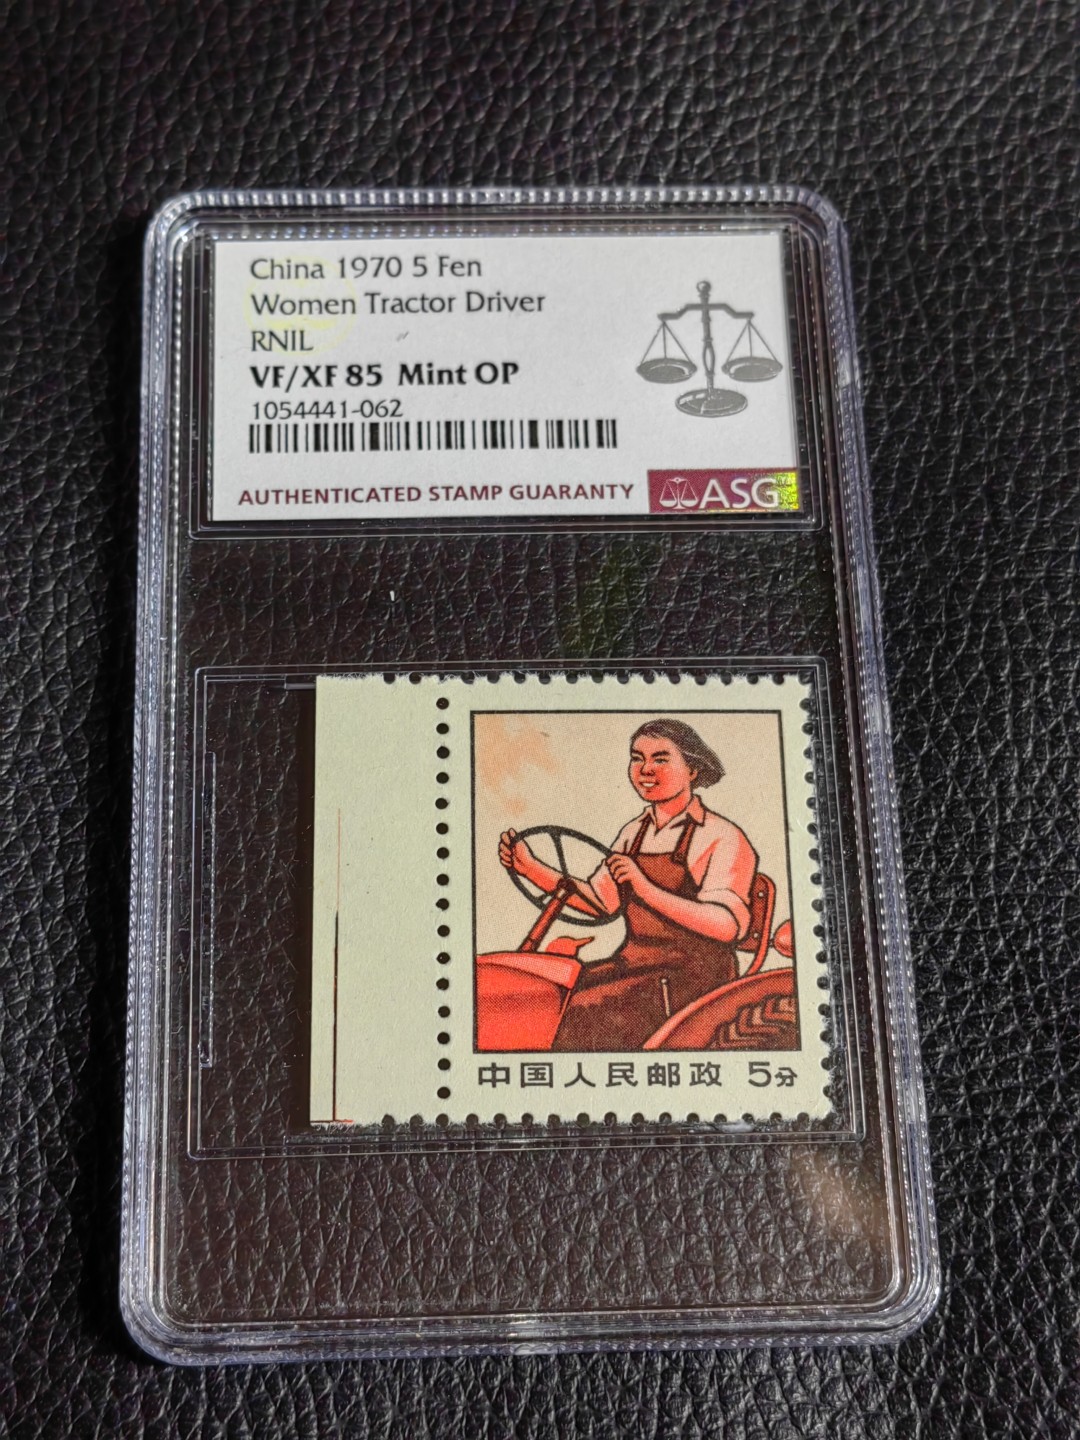 China 1970 5 Fen
Women Tractor Driver
RNIL
VF/XF 85 Mint OP
1054441-062
AUTHENTICATED STAMP GUARANTY ASG
中国人民邮政 5分